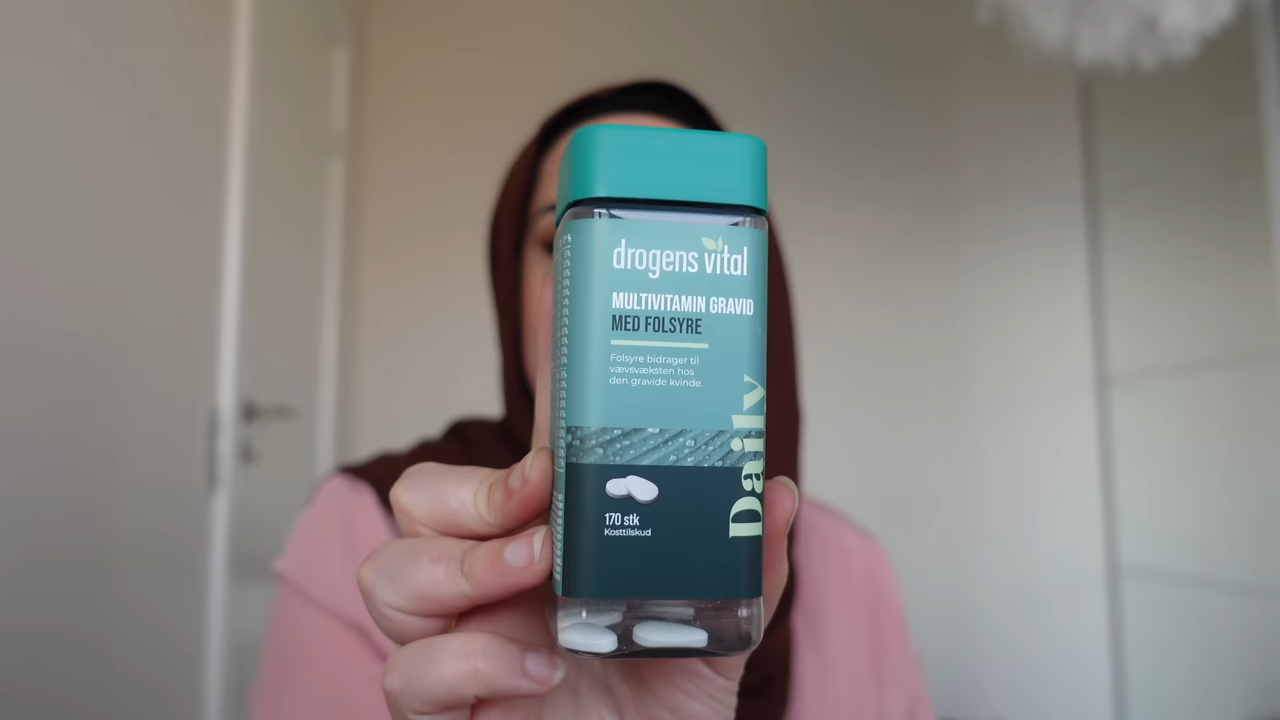 drogens vital
MULTIVITAMIN GRAVID
MED FOLSYRE
Folsyre bidrager til
vævsvæksten hos
den gravide kvinde.
Daily
170 stk
Kosttilskud